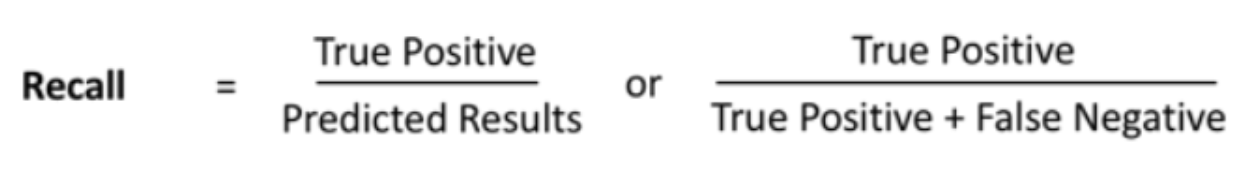 Recall = True Positive / Predicted Results or True Positive / True Positive + False Negative